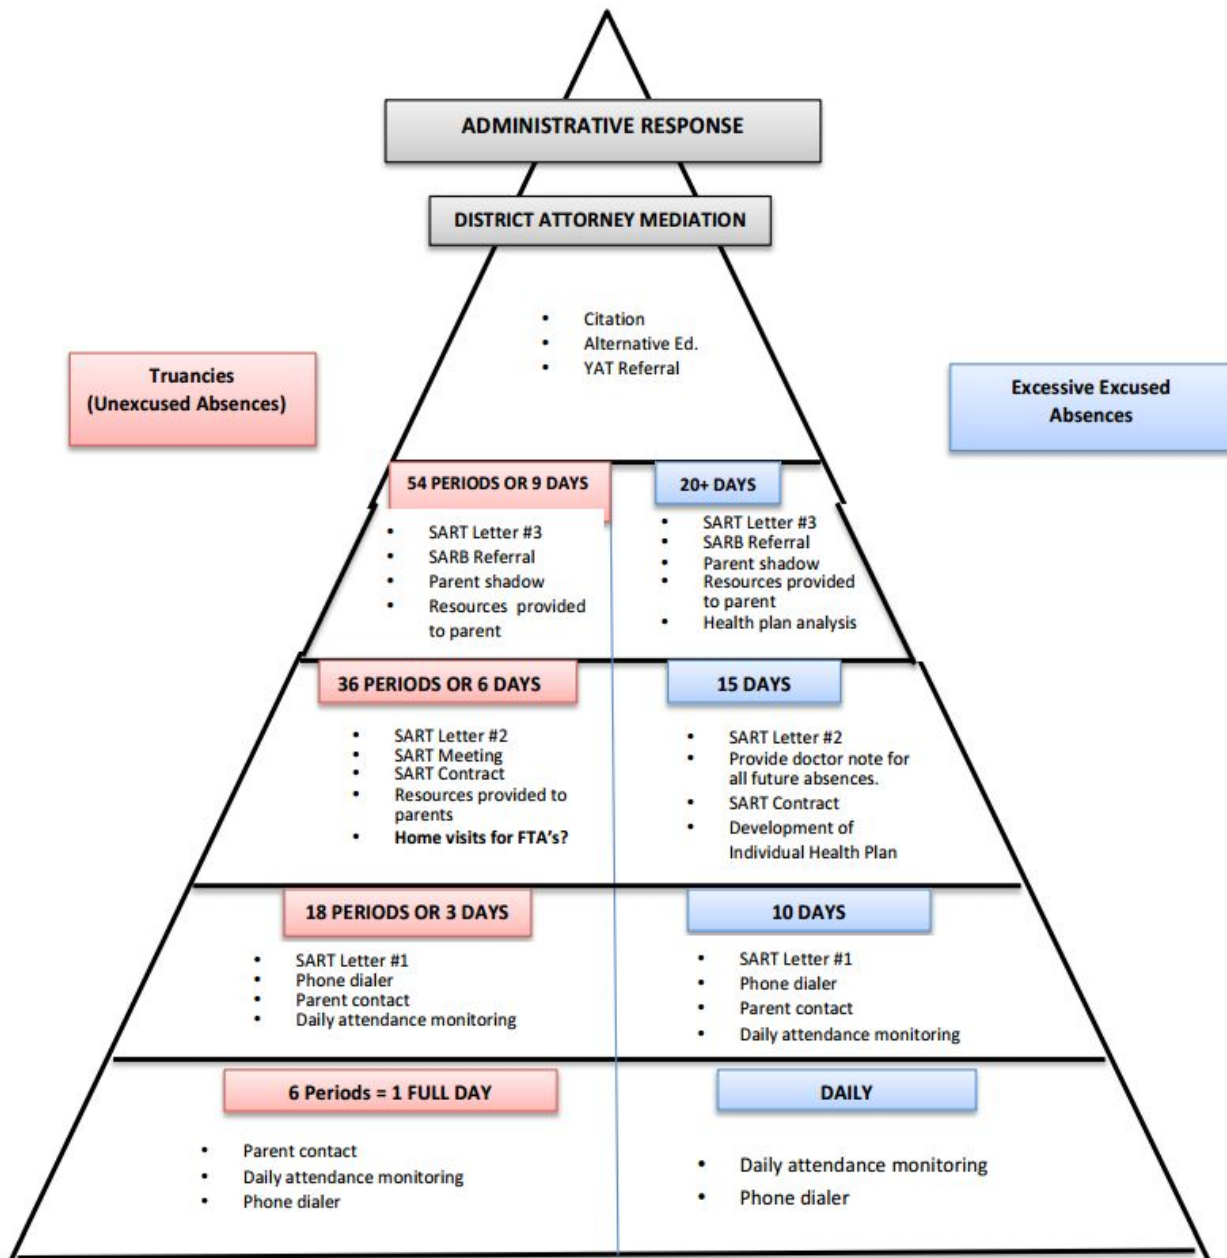 ADMINISTRATIVE RESPONSE
DISTRICT ATTORNEY MEDIATION
• Citation
• Alternative Ed.
• YAT Referral
Truancies
(Unexcused Absences)
Excessive Excused
Absences
54 PERIODS OR 9 DAYS
• SART Letter #3
• SARB Referral
• Parent shadow
• Resources provided
to parent
20+ DAYS
• SART Letter #3
• SARB Referral
• Parent shadow
• Resources provided
to parent
• Health plan analysis
36 PERIODS OR 6 DAYS
• SART Letter #2
• SART Meeting
• SART Contract
• Resources provided to
parents
• Home visits for FTA's?
15 DAYS
• SART Letter #2
• Provide doctor note for
all future absences.
• SART Contract
• Development of
Individual Health Plan
18 PERIODS OR 3 DAYS
• SART Letter #1
• Phone dialer
• Parent contact
• Daily attendance monitoring
10 DAYS
• SART Letter #1
• Phone dialer
• Parent contact
• Daily attendance monitoring
6 Periods = 1 FULL DAY
• Parent contact
• Daily attendance monitoring
• Phone dialer
DAILY
• Daily attendance monitoring
• Phone dialer